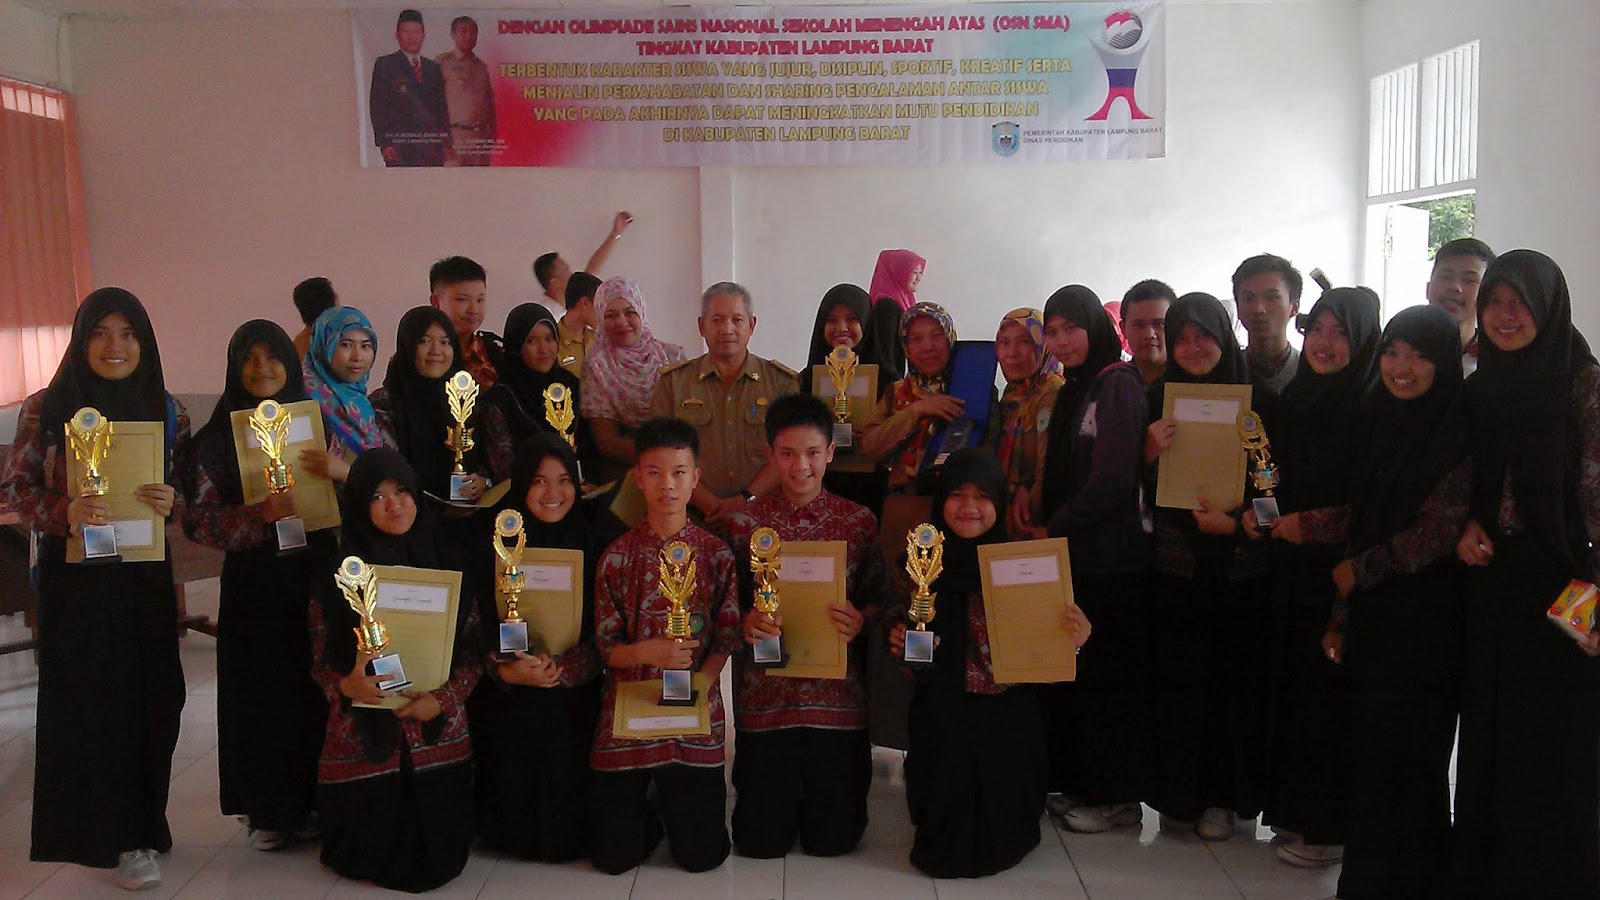 DENGAN OLIMPIADE SAINS NASIONAL SEKOLAH MENENGAH ATAS (OSN SMA)
TINGKAT KABUPATEN LAMPUNG BARAT
TERBENTUK KARAKTER SISWA YANG JUJUR, DISIPLIN, SPORTIF, KREATIF SERTA
MENJALIN PERSAHABATAN DAN SHARING PENGALAMAN ANTAR SISWA
YANG PADA AKHIRNYA DAPAT MENINGKATKAN MUTU PENDIDIKAN
DI KABUPATEN LAMPUNG BARAT
PEMERINTAH KABUPATEN LAMPUNG BARAT
DINAS PENDIDIKAN